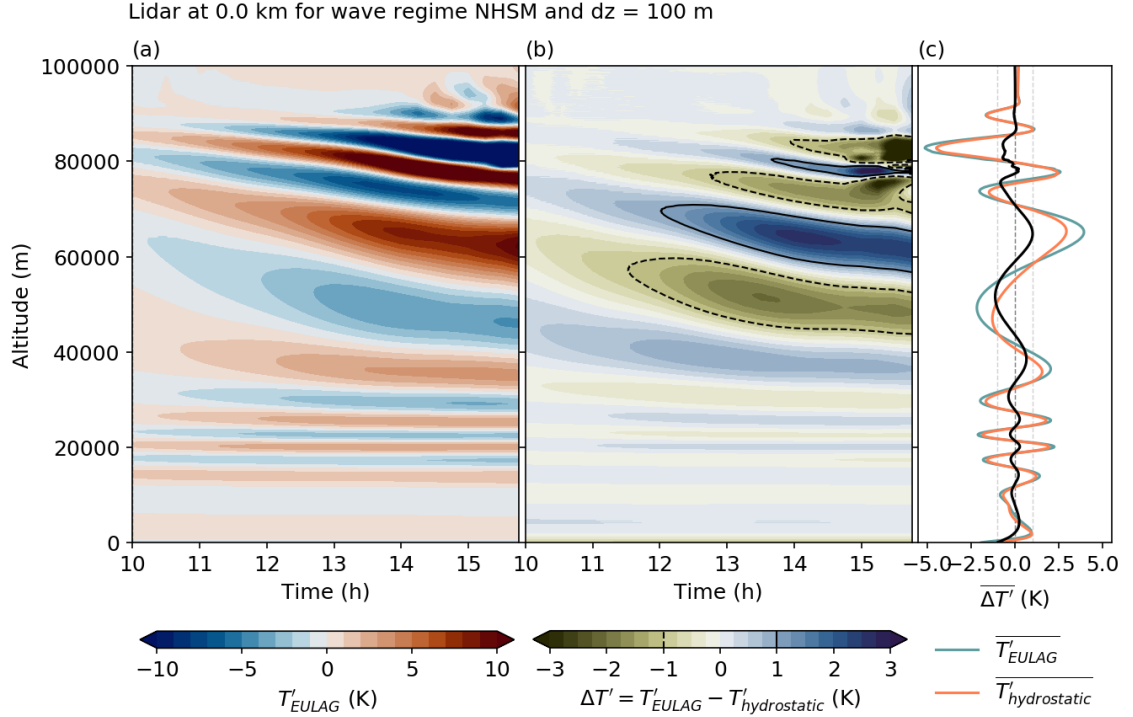 Lidar at 0.0 km for wave regime NHSM and dz = 100 m
(a)
(b)
(c)
100000
80000
60000
40000
20000
0
Altitude (m)
10 11 12 13 14 15
Time (h)
10 11 12 13 14 15
Time (h)
−5.0 −2.5 0.0 2.5 5.0
ΔT′ (K)
−10 −5 0 5 10
T′EULAG (K)
−3 −2 −1 0 1 2 3
ΔT′ = T′EULAG − T′hydrostatic (K)
T′EULAG
T′hydrostatic